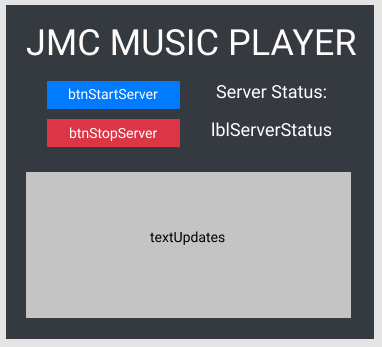 JMC MUSIC PLAYER
btnStartServer
Server Status:
btnStopServer
lblServerStatus
textUpdates